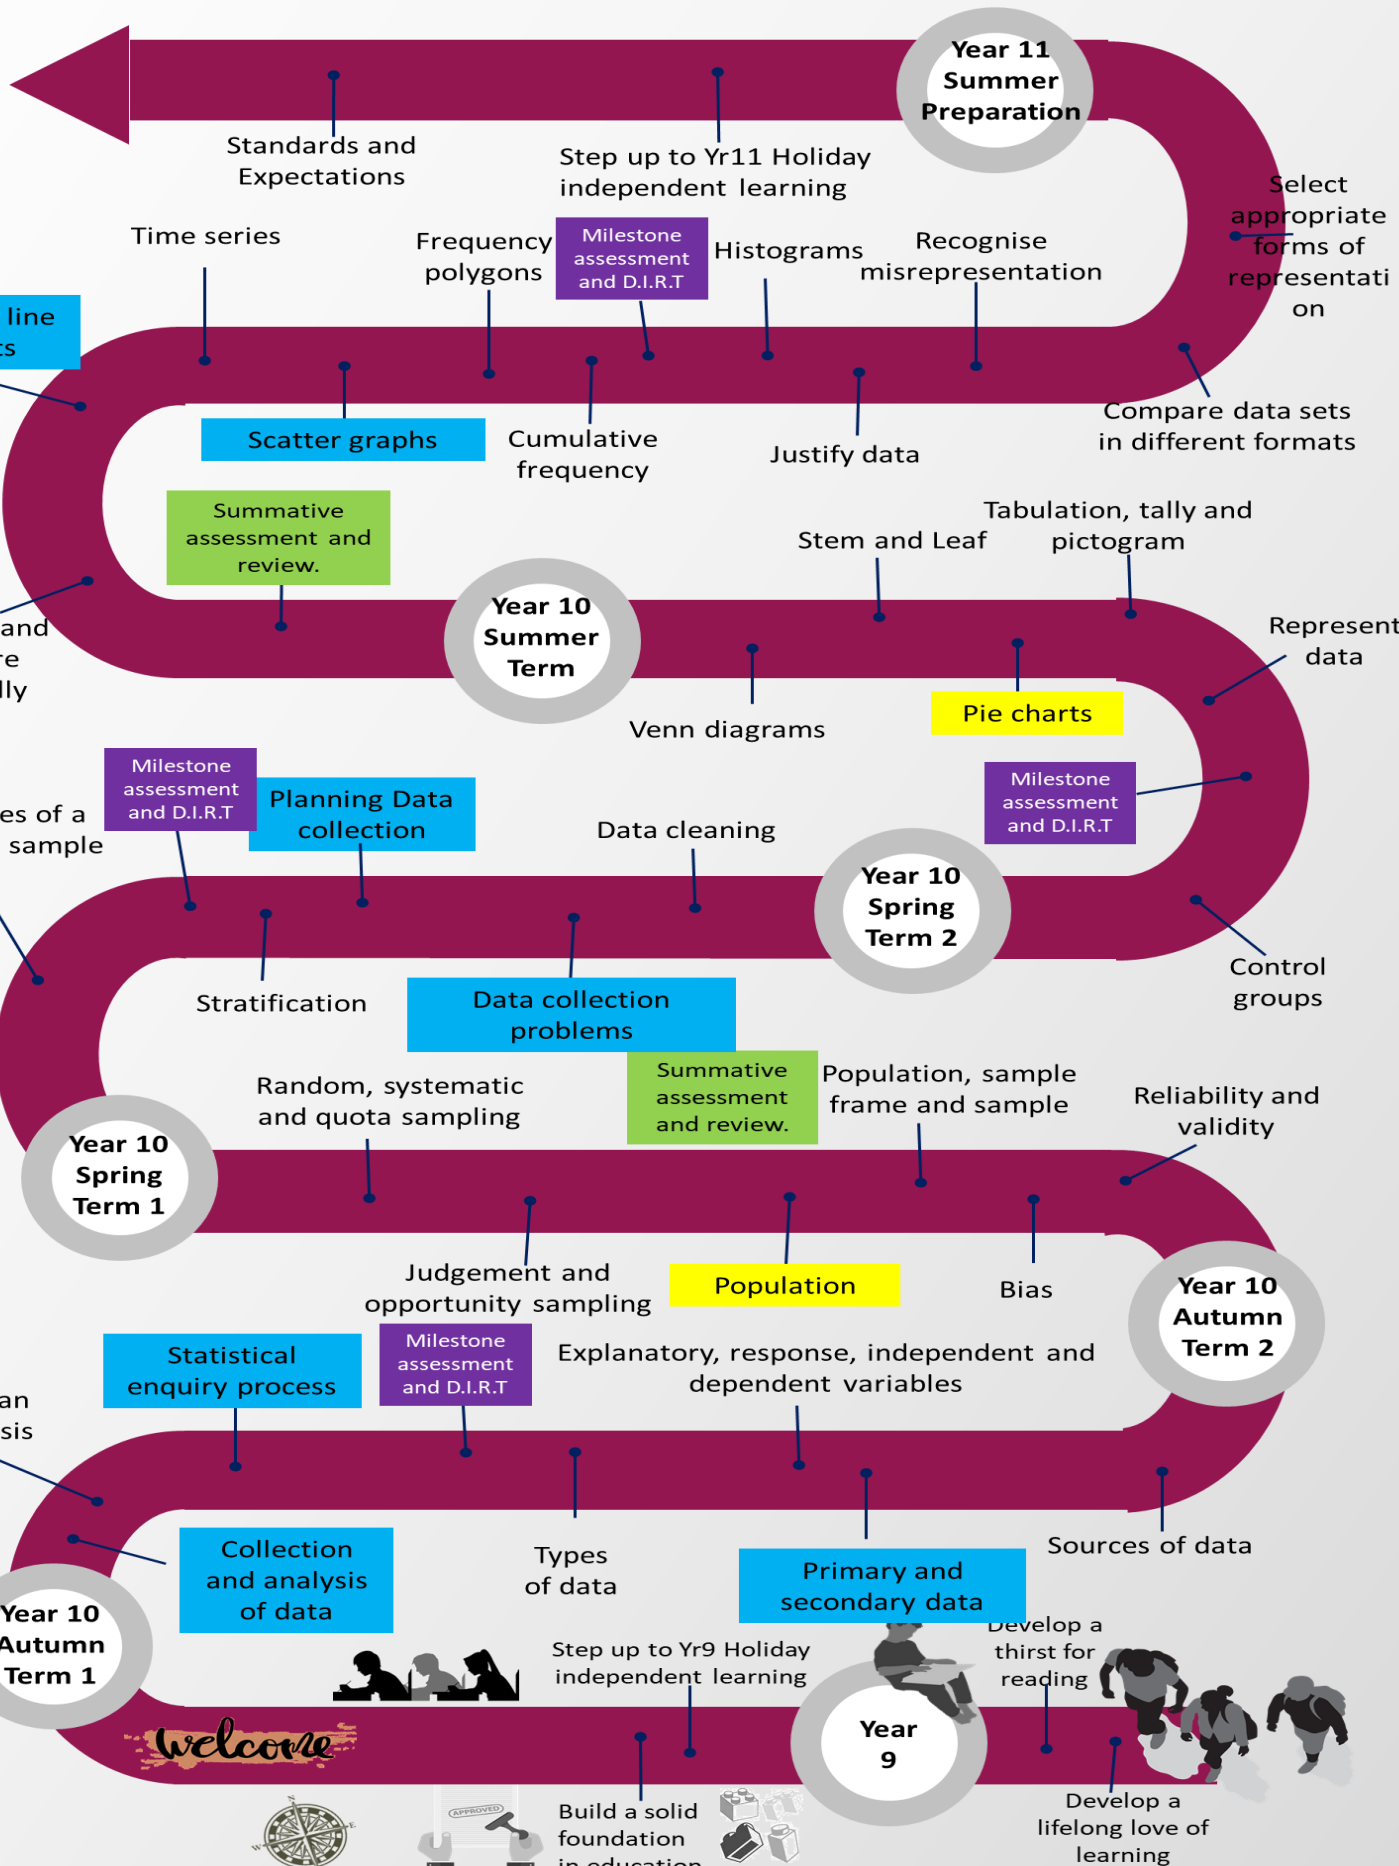 Year 11
Summer
Preparation
Standards and
Expectations
Step up to Yr11 Holiday
independent learning
Select
appropriate
forms of
representati
on
Time series
Frequency
polygons
Milestone
assessment
and D.I.R.T
Histograms
Recognise
misrepresentation
line
Scatter graphs
Cumulative
frequency
Justify data
Compare data sets
in different formats
Summative
assessment and
review.
Year 10
Summer
Term
Stem and Leaf
Tabulation, tally and
pictogram
Represent
data
and
Venn diagrams
Pie charts
Milestone
assessment
and D.I.R.T
Planning Data
collection
Data cleaning
Milestone
assessment
and D.I.R.T
of a
sample
Year 10
Spring
Term 2
Stratification
Data collection
problems
Control
groups
Random, systematic
and quota sampling
Summative
assessment
and review.
Population, sample
frame and sample
Reliability and
validity
Year 10
Spring
Term 1
Judgement and
opportunity sampling
Population
Bias
Year 10
Autumn
Term 2
Statistical
enquiry process
Milestone
assessment
and D.I.R.T
Explanatory, response, independent and
dependent variables
Collection
and analysis
of data
Types
of data
Primary and
secondary data
Sources of data
Year 10
Autumn
Term 1
Step up to Yr9 Holiday
independent learning
Develop a
thirst for
reading
welcome
Year
9
APPROVED
N
E
W
Build a solid
foundation
in education
Develop a
lifelong love of
learning